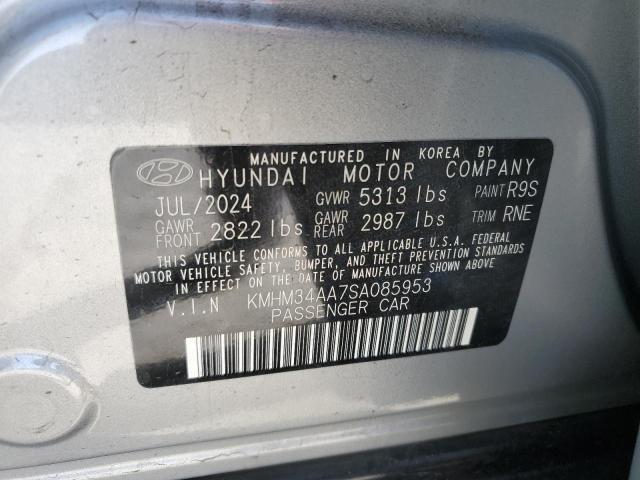 MANUFACTURED IN KOREA BY
HYUNDAI MOTOR COMPANY
JUL/2024 GVWR 5313 lbs PAINT R9S
GAWR FRONT 2822 lbs GAWR REAR 2987 lbs TRIM RNE
THIS VEHICLE CONFORMS TO ALL APPLICABLE U.S.A. FEDERAL
MOTOR VEHICLE SAFETY, BUMPER, AND THEFT PREVENTION STANDARDS
IN EFFECT ON THE DATE OF MANUFACTURE SHOWN ABOVE.
V.I.N KMHM34AA7SA085953
PASSENGER CAR